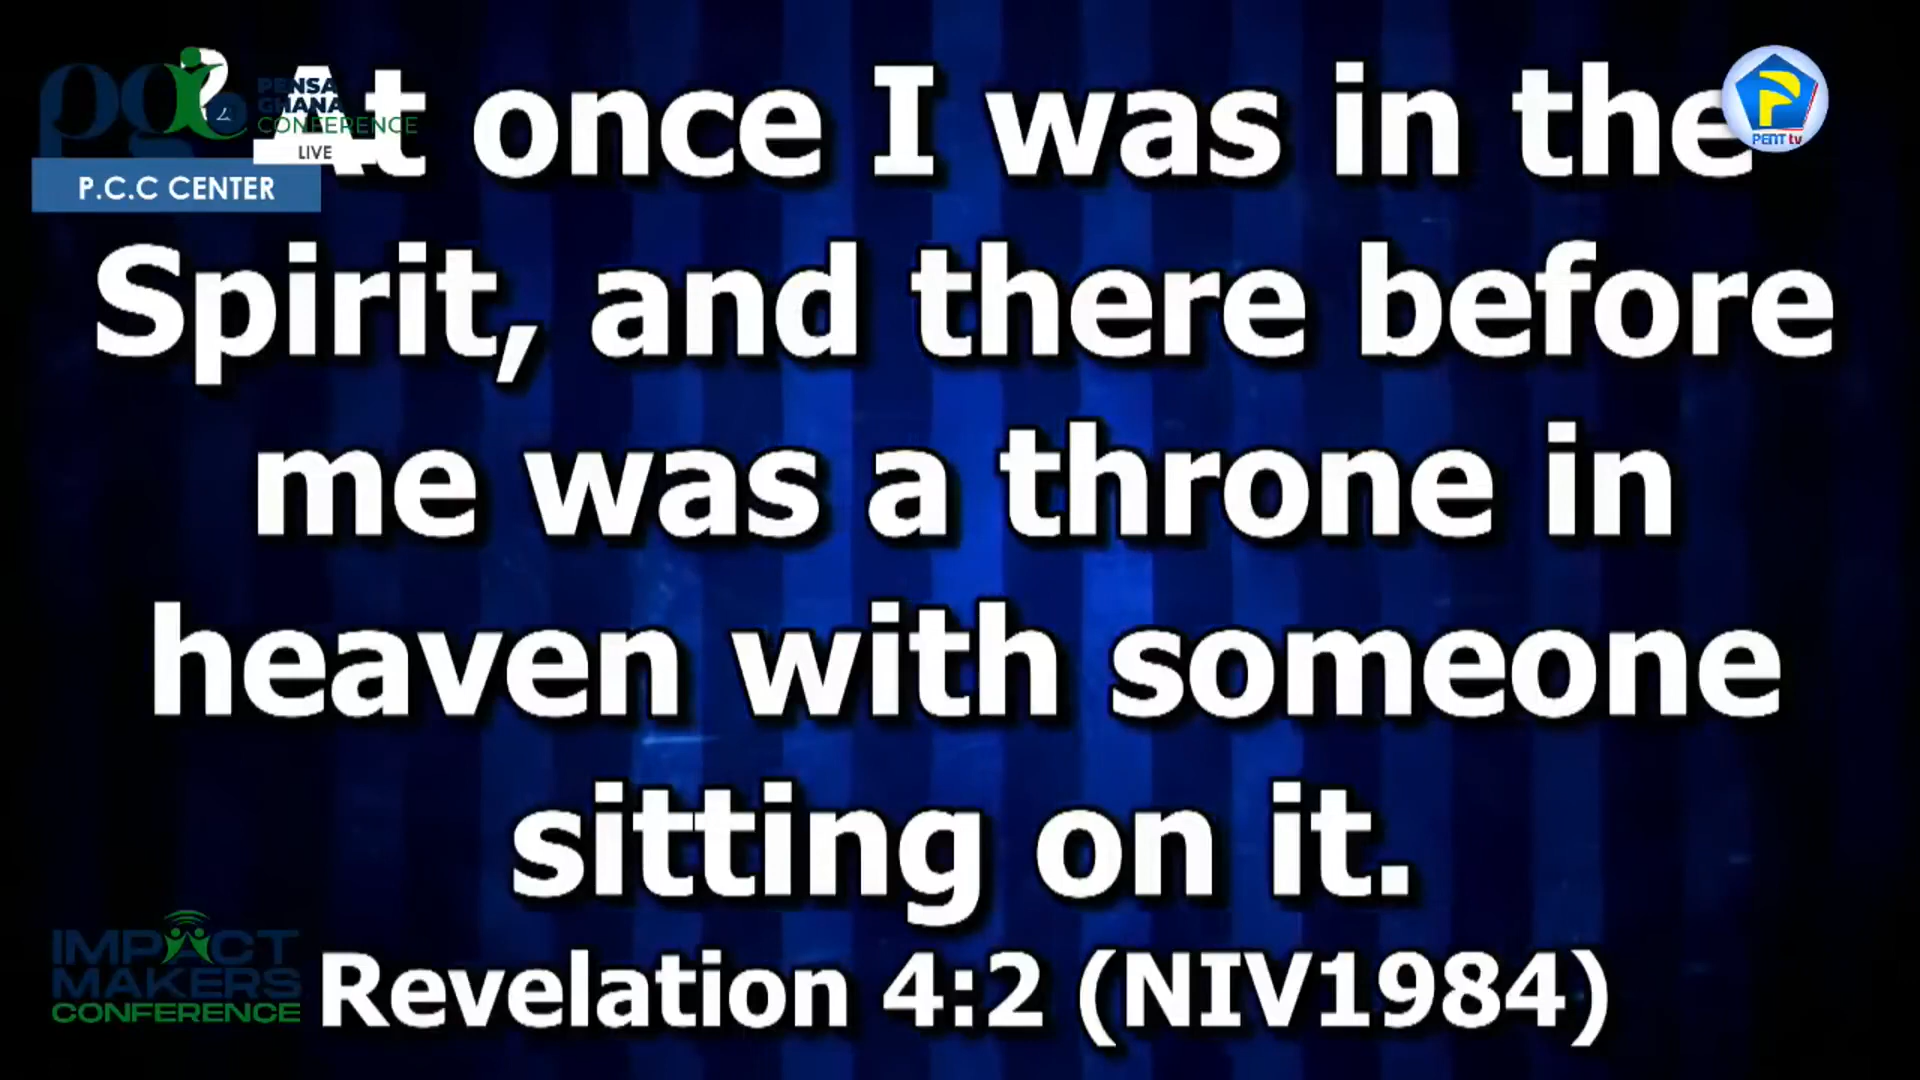 2 At once I was in the
Spirit, and there before
me was a throne in
heaven with someone
sitting on it.
Revelation 4:2 (NIV1984)
PENSA
GHANA
CONFERENCE
LIVE
P.C.C CENTER
PENT tv
IMPACT
MAKERS
CONFERENCE